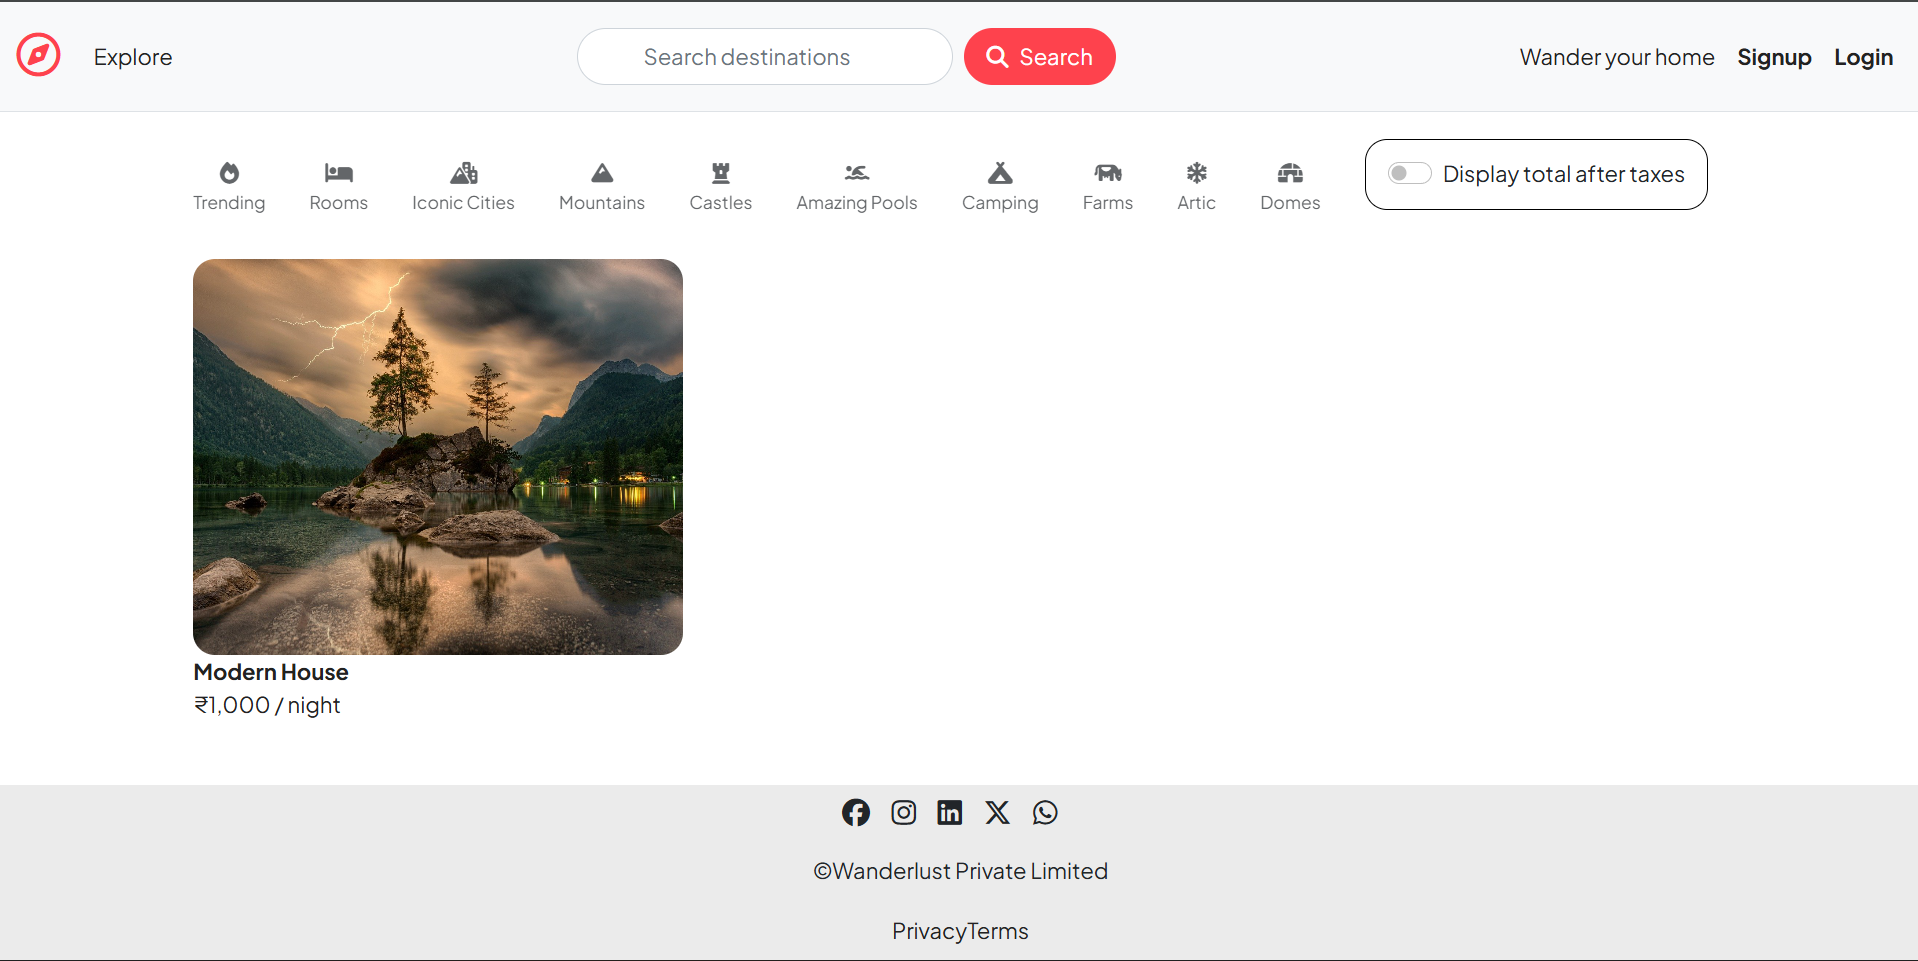 Explore
Search destinations
Search
Wander your home
Signup
Login
Trending
Rooms
Iconic Cities
Mountains
Castles
Amazing Pools
Camping
Farms
Artic
Domes
Display total after taxes
Modern House
₹1,000 / night
©Wanderlust Private Limited
PrivacyTerms